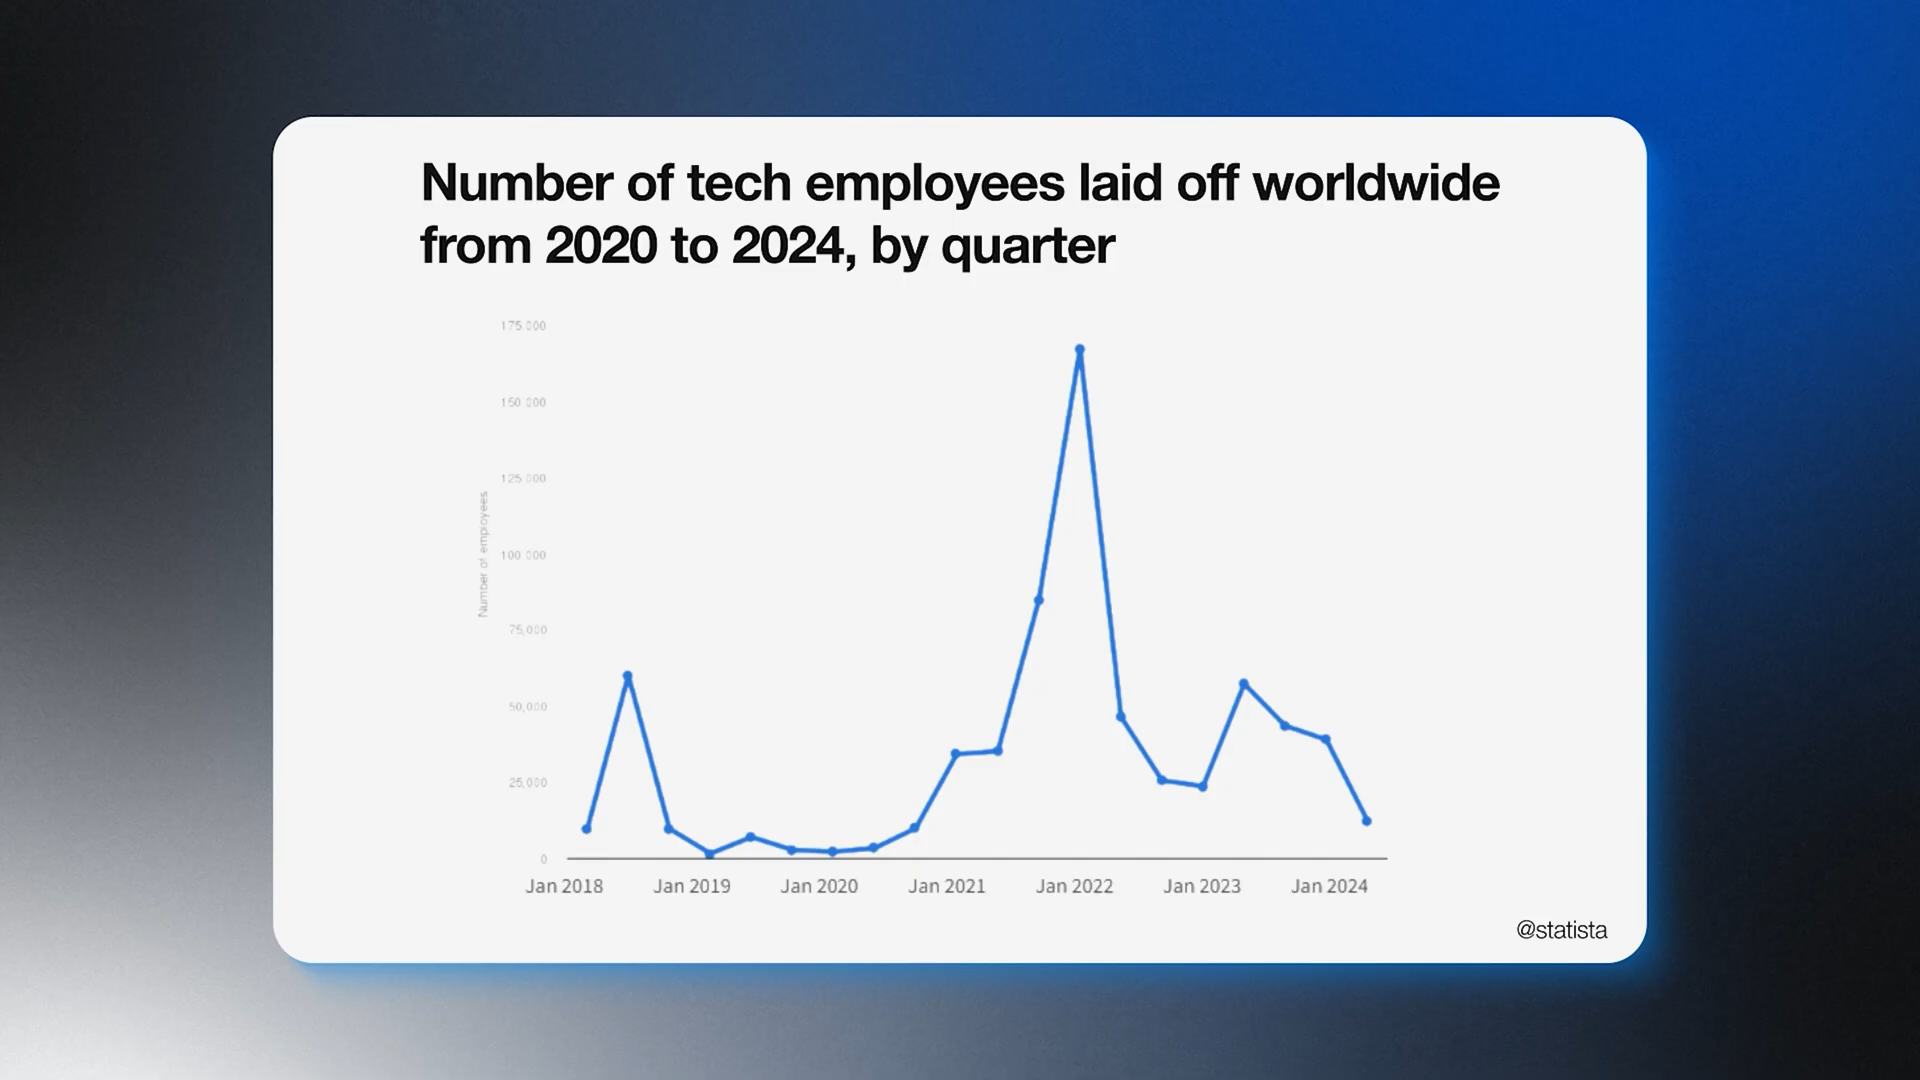 Number of tech employees laid off worldwide
from 2020 to 2024, by quarter
175 000
150 000
125 000
Number of employees
100 000
75,000
50,000
25,000
0
Jan 2018 Jan 2019 Jan 2020 Jan 2021 Jan 2022 Jan 2023 Jan 2024
@statista